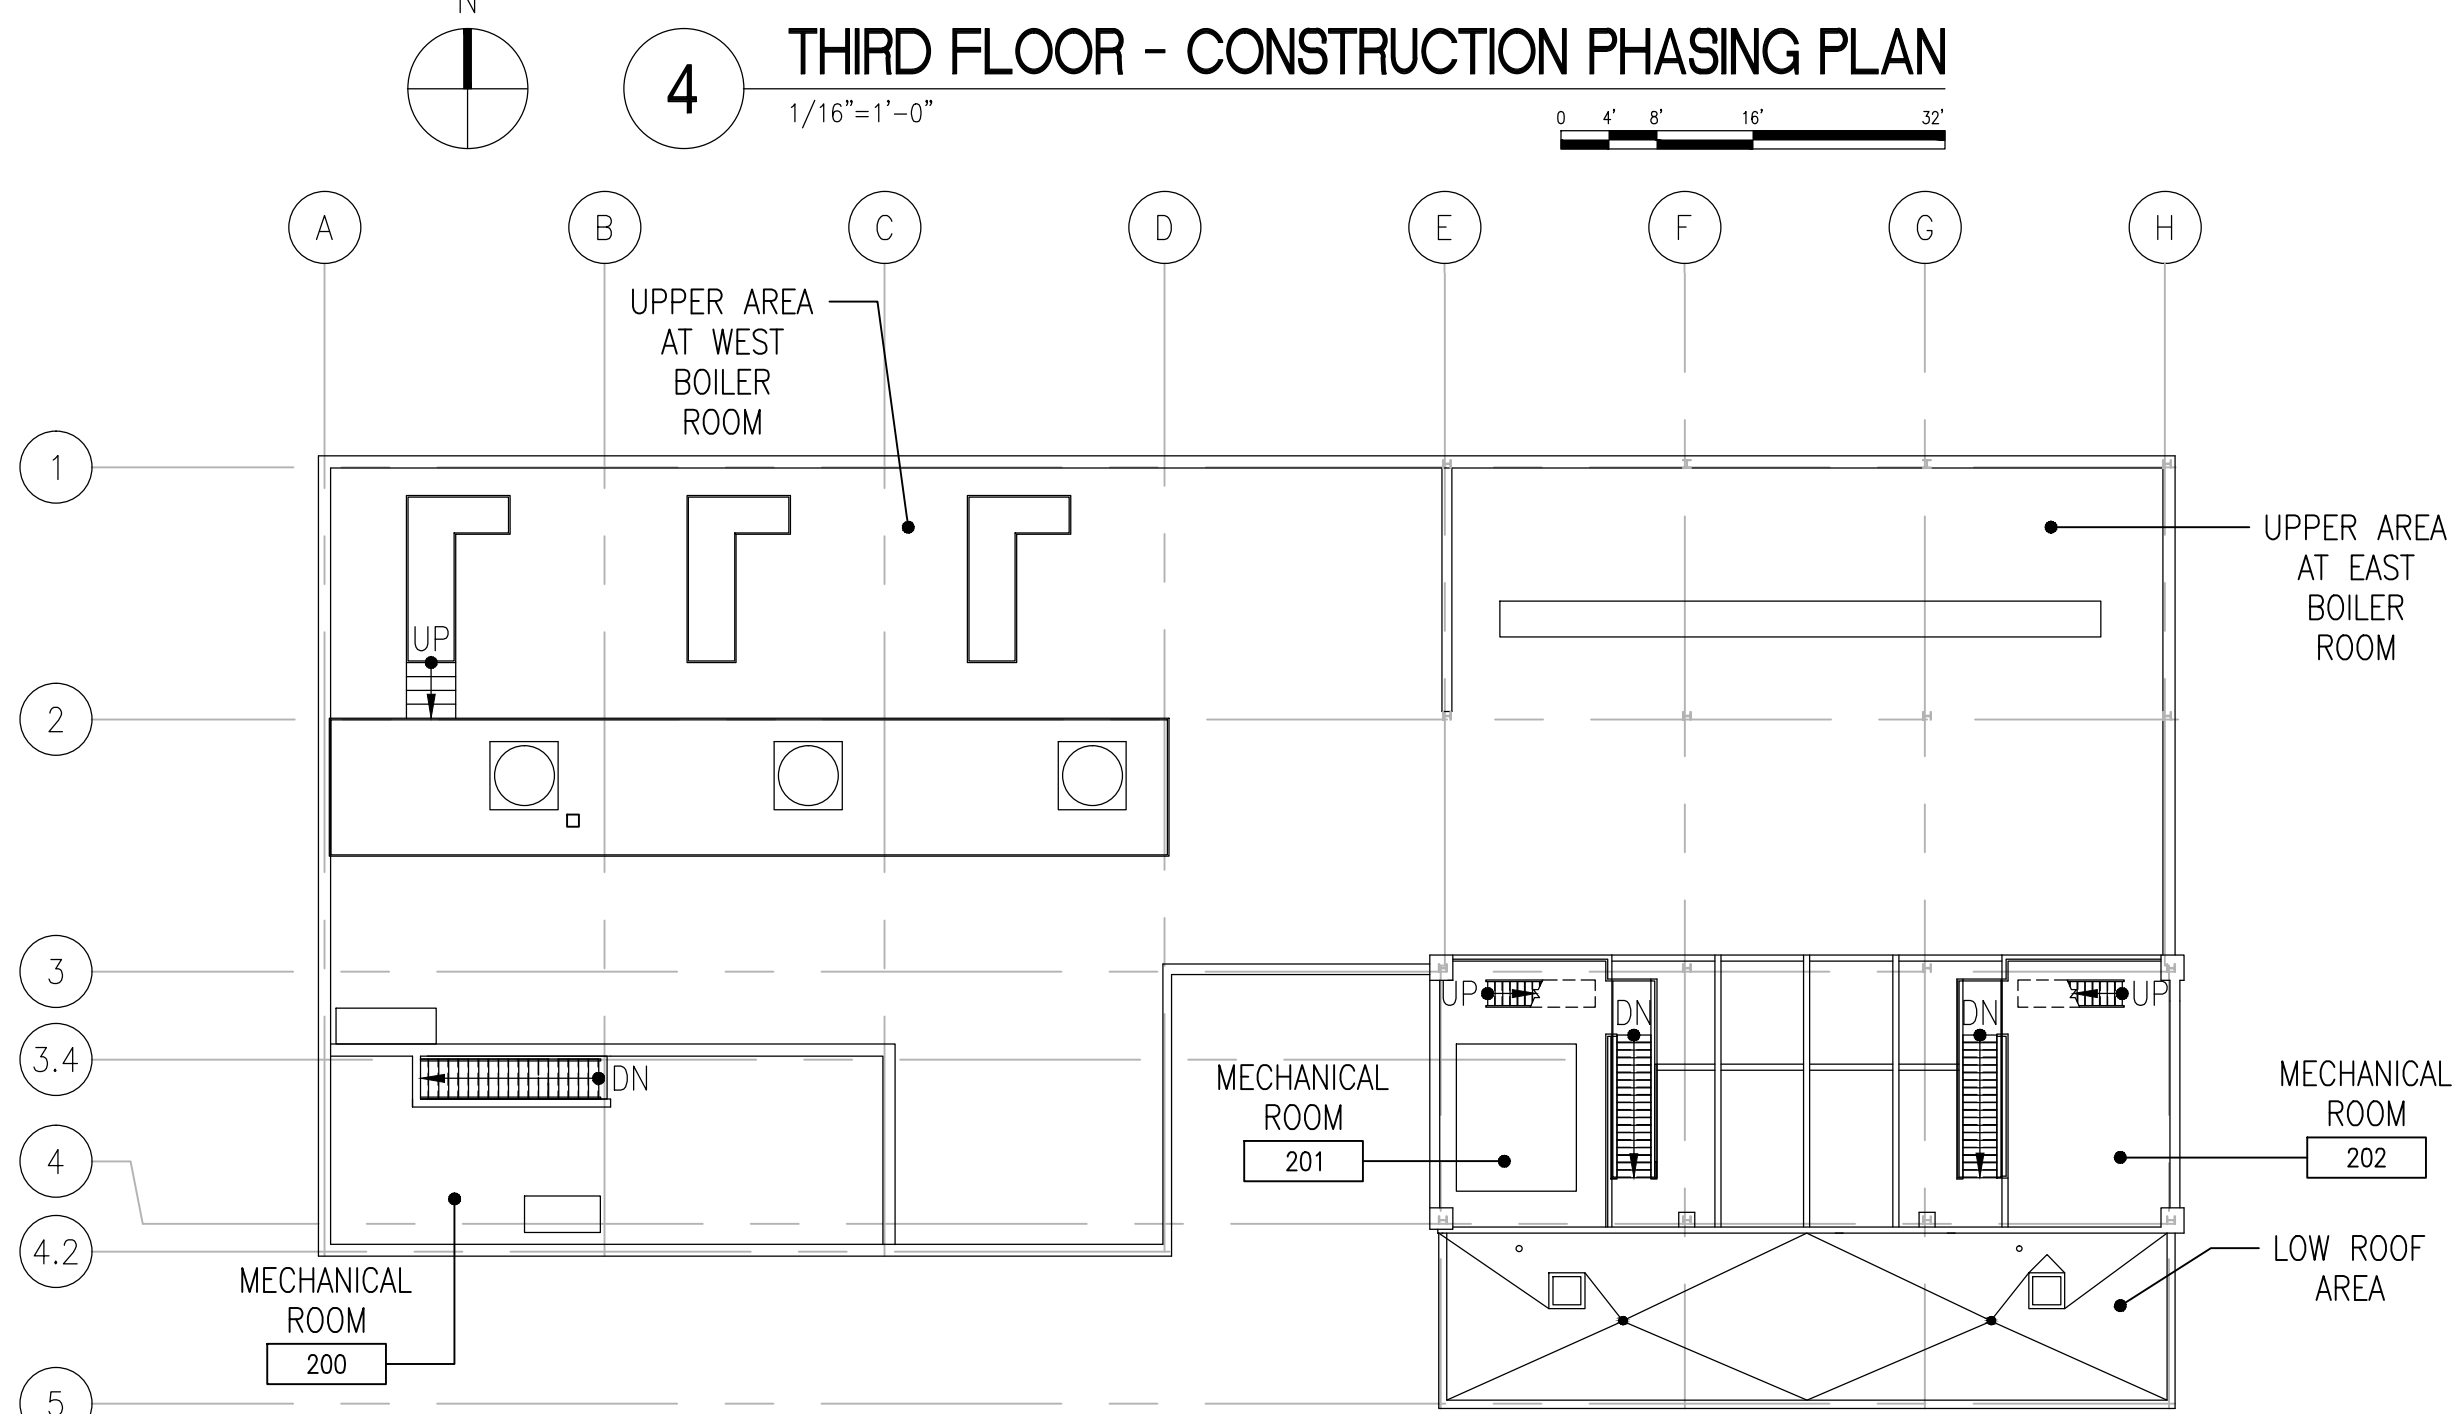 N
4
THIRD FLOOR - CONSTRUCTION PHASING PLAN
1/16"=1'-0"
0 4' 8' 16' 32'
A B C D E F G H
UPPER AREA
AT WEST
BOILER
ROOM
1
UPPER AREA
AT EAST
BOILER
ROOM
UP
2
3
UP
DN
DN
UP
3.4
DN
MECHANICAL
ROOM
201
MECHANICAL
ROOM
202
4
4.2
MECHANICAL
ROOM
200
LOW ROOF
AREA
5